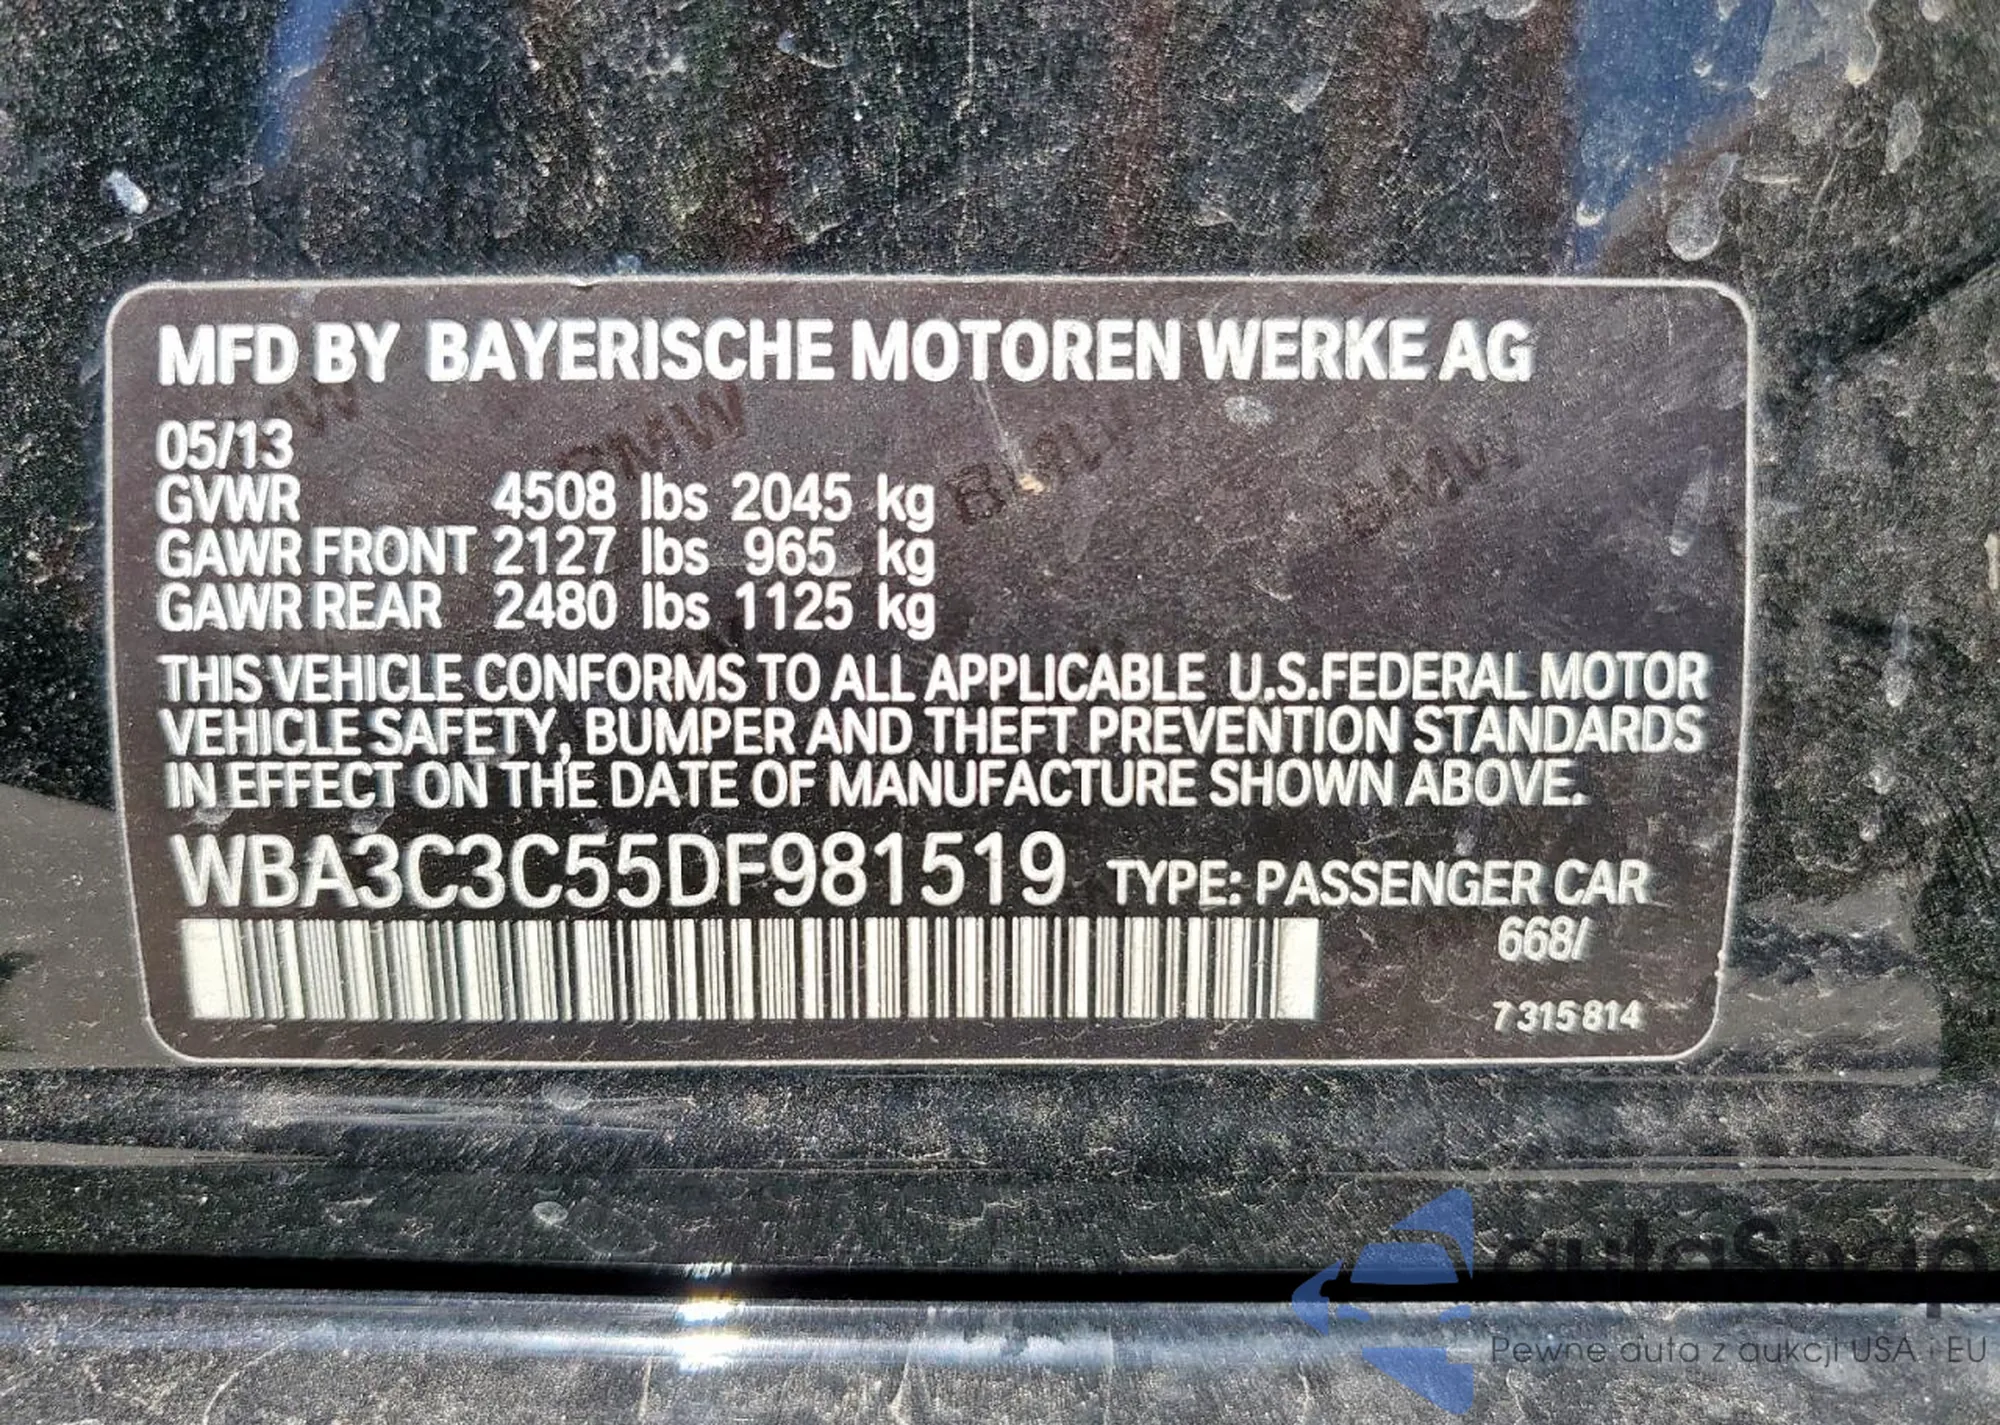 MFD BY BAYERISCHE MOTOREN WERKE AG
05/13
GVWR 4508 lbs 2045 kg
GAWR FRONT 2127 lbs 965 kg
GAWR REAR 2480 lbs 1125 kg
THIS VEHICLE CONFORMS TO ALL APPLICABLE U.S.FEDERAL MOTOR
VEHICLE SAFETY, BUMPER AND THEFT PREVENTION STANDARDS
IN EFFECT ON THE DATE OF MANUFACTURE SHOWN ABOVE.
WBA3C3C55DF981519 TYPE: PASSENGER CAR
668/
7 315 814
autaSnap
Pewne auta z aukcji USA i EU